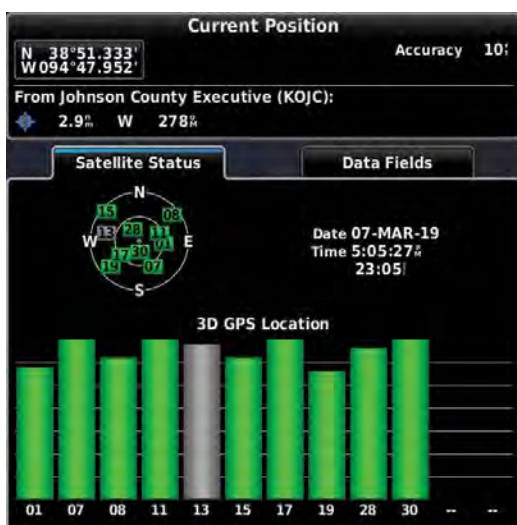 Current Position
N 38°51.333'
W094°47.952'
Accuracy 10
From Johnson County Executive (KOJC):
2.9 W 278
Satellite Status Data Fields
N
15 08
13 28 11
W 01 E
17 30
19 07
S
Date 07-MAR-19
Time 5:05:27
23:05
3D GPS Location
01 07 08 11 13 15 17 19 28 30 -- --